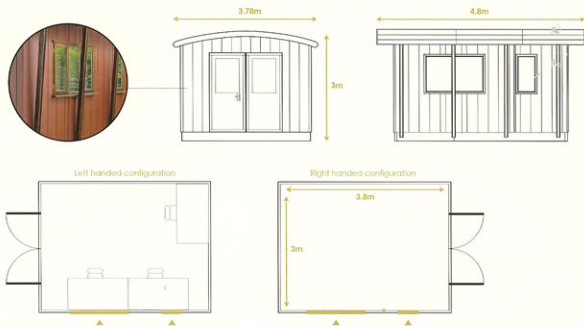 3.78m
4.8m
3m
Left handed configuration
Right handed configuration
3.8m
3m